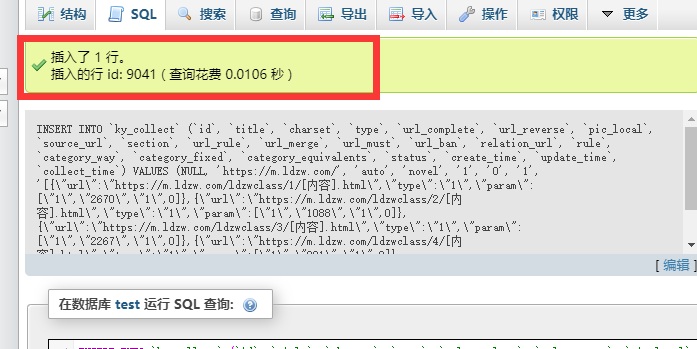 结构 SQL 搜索 查询 导出 导入 操作 权限 更多
插入了 1 行。
插入的行 id: 9041 ( 查询花费 0.0106 秒 )
INSERT INTO `ky_collect` (`id`, `title`, `charset`, `type`, `url_complete`, `url_reverse`, `pic_local`,
`source_url`, `section`, `url_rule`, `url_merge`, `url_must`, `url_ban`, `relation_url`, `rule`,
`category_way`, `category_fixed`, `category_equivalents`, `status`, `create_time`, `update_time`,
`collect_time`) VALUES (NULL, 'https://m.ldzw.com/', 'auto', 'novel', '1', '0', '1',
'[{\"url\":\"https://m.ldzw.com/ldzwclass/1/[内容].html\",\"type\":\"1\",\"param\":
[\"1\",\"2670\",\"1\",0]},{\"url\":\"https://m.ldzw.com/ldzwclass/2/[内
容].html\",\"type\":\"1\",\"param\":[\"1\",\"1088\",\"1\",0]},
{\"url\":\"https://m.ldzw.com/ldzwclass/3/[内容].html\",\"type\":\"1\",\"param\":
[\"1\",\"2267\",\"1\",0]},{\"url\":\"https://m.ldzw.com/ldzwclass/4/[内
[ 编辑
在数据库 test 运行 SQL 查询: